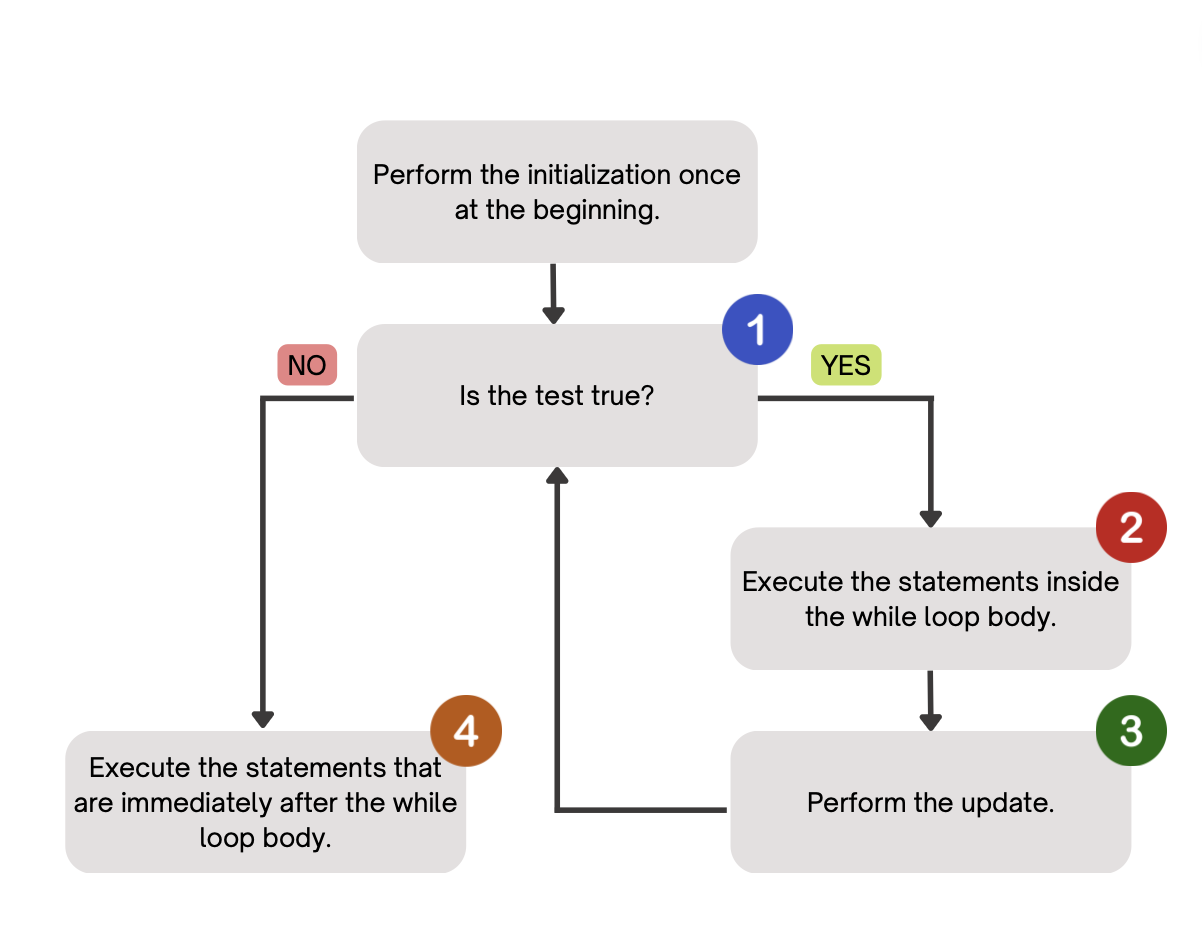 Perform the initialization once
at the beginning.
1
NO
YES
Is the test true?
2
Execute the statements inside
the while loop body.
4
3
Execute the statements that
are immediately after the while
loop body.
Perform the update.